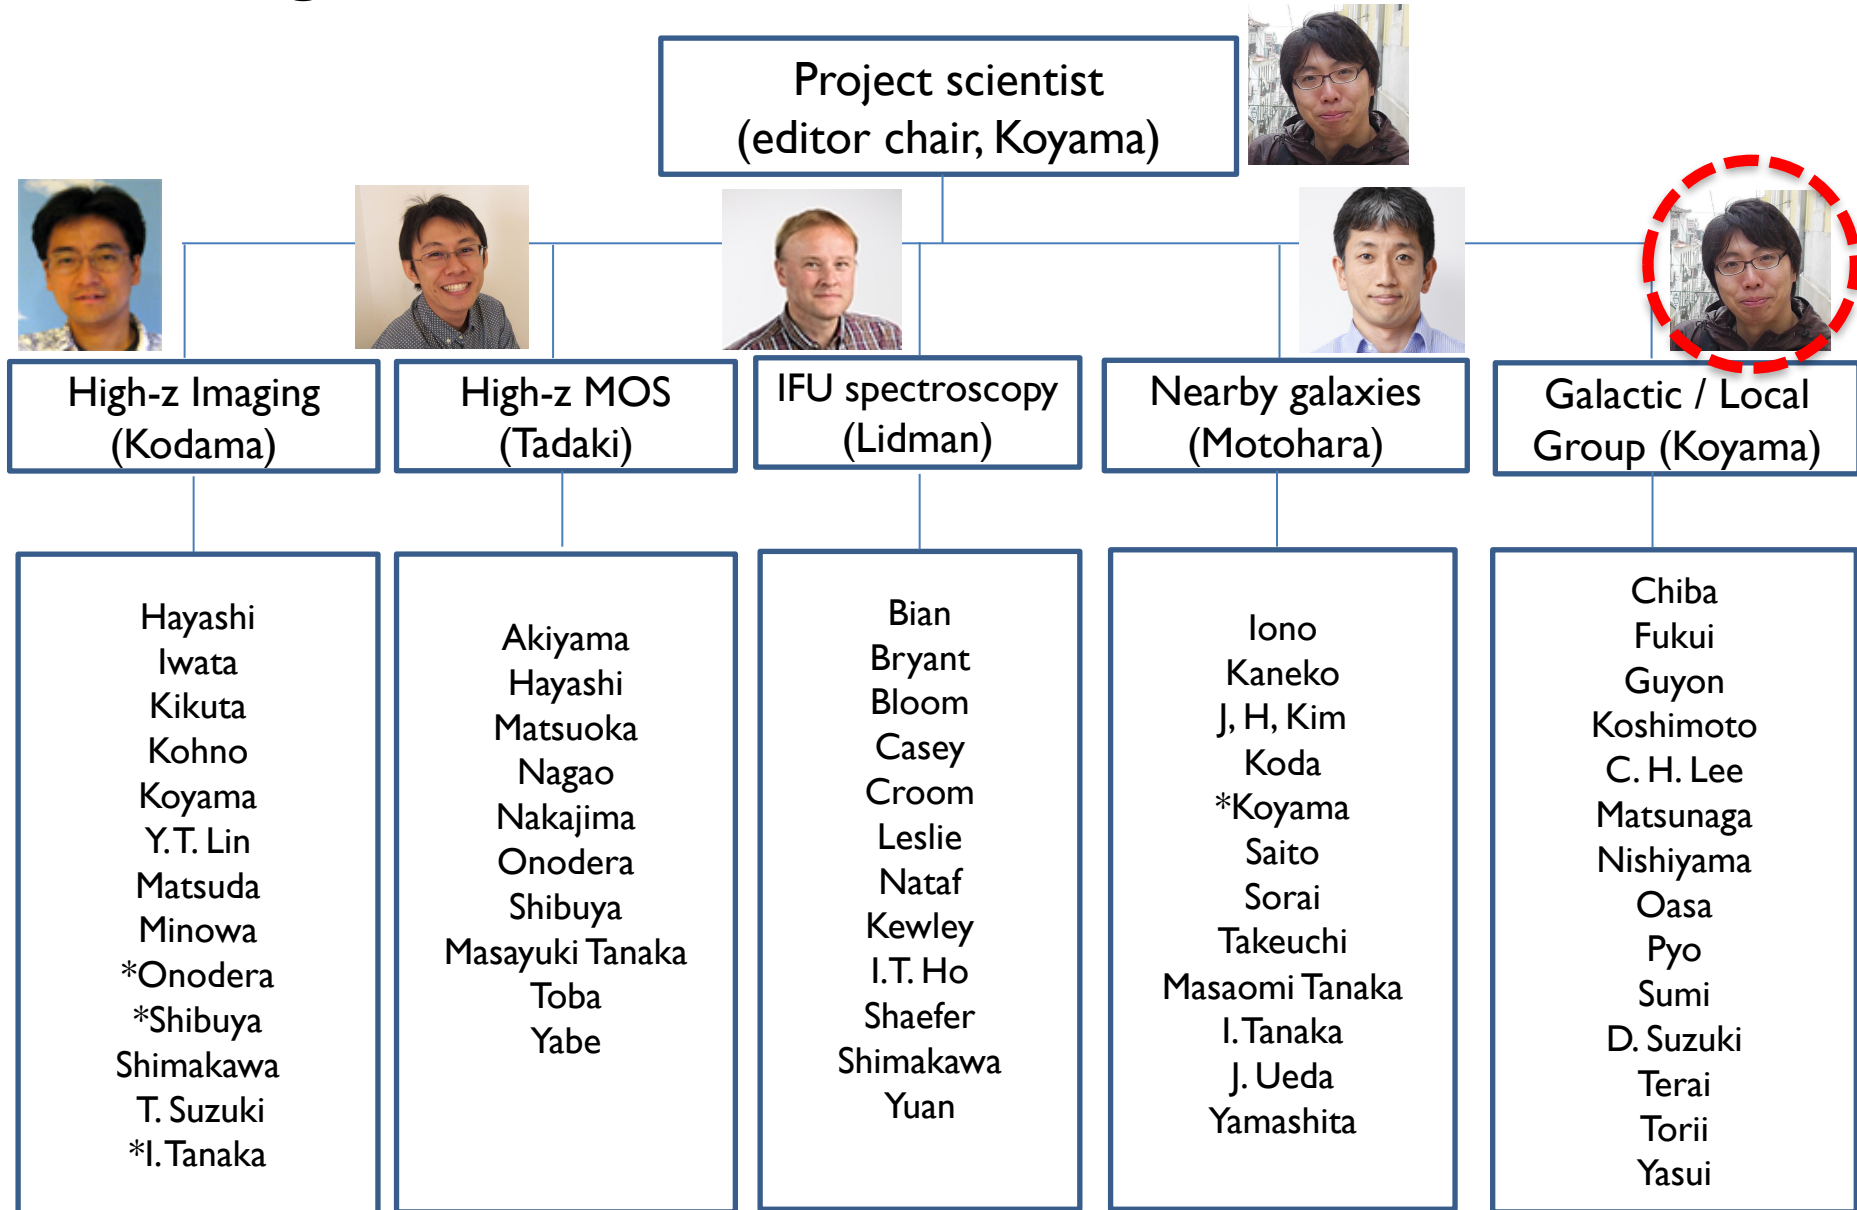 Project scientist
(editor chair, Koyama)
High-z Imaging
(Kodama)
High-z MOS
(Tadaki)
IFU spectroscopy
(Lidman)
Nearby galaxies
(Motohara)
Galactic / Local
Group (Koyama)
Hayashi
Iwata
Kikuta
Kohno
Koyama
Y.T. Lin
Matsuda
Minowa
*Onodera
*Shibuya
Shimakawa
T. Suzuki
*I. Tanaka
Akiyama
Hayashi
Matsuoka
Nagao
Nakajima
Onodera
Shibuya
Masayuki Tanaka
Toba
Yabe
Bian
Bryant
Bloom
Casey
Croom
Leslie
Nataf
Kewley
I.T. Ho
Shaefer
Shimakawa
Yuan
Iono
Kaneko
J, H, Kim
Koda
*Koyama
Saito
Sorai
Takeuchi
Masaomi Tanaka
I. Tanaka
J. Ueda
Yamashita
Chiba
Fukui
Guyon
Koshimoto
C. H. Lee
Matsunaga
Nishiyama
Oasa
Pyo
Sumi
D. Suzuki
Terai
Torii
Yasui